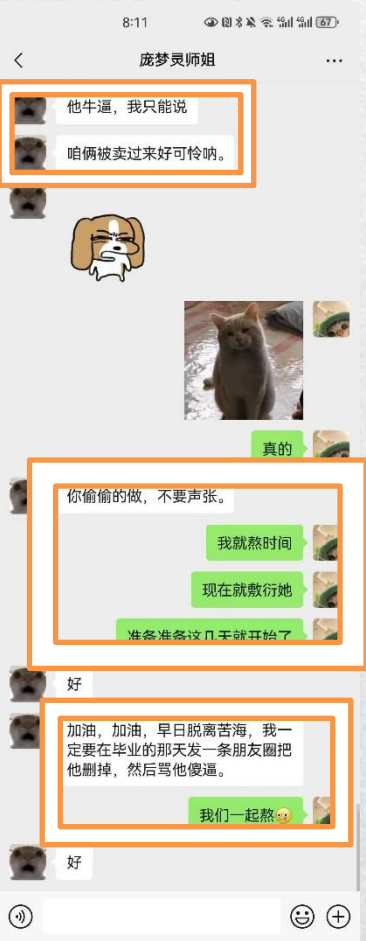 8:11
67
庞梦灵师姐
他牛逼，我只能说
咱俩被卖过来好可怜呐。
真的
你偷偷的做，不要声张。
我就熬时间
现在就敷衍她
准备准备这几天就开始了
好
加油，加油，早日脱离苦海，我一
定要在毕业的那天发一条朋友圈把
他删掉，然后骂他傻逼。
我们一起熬
好